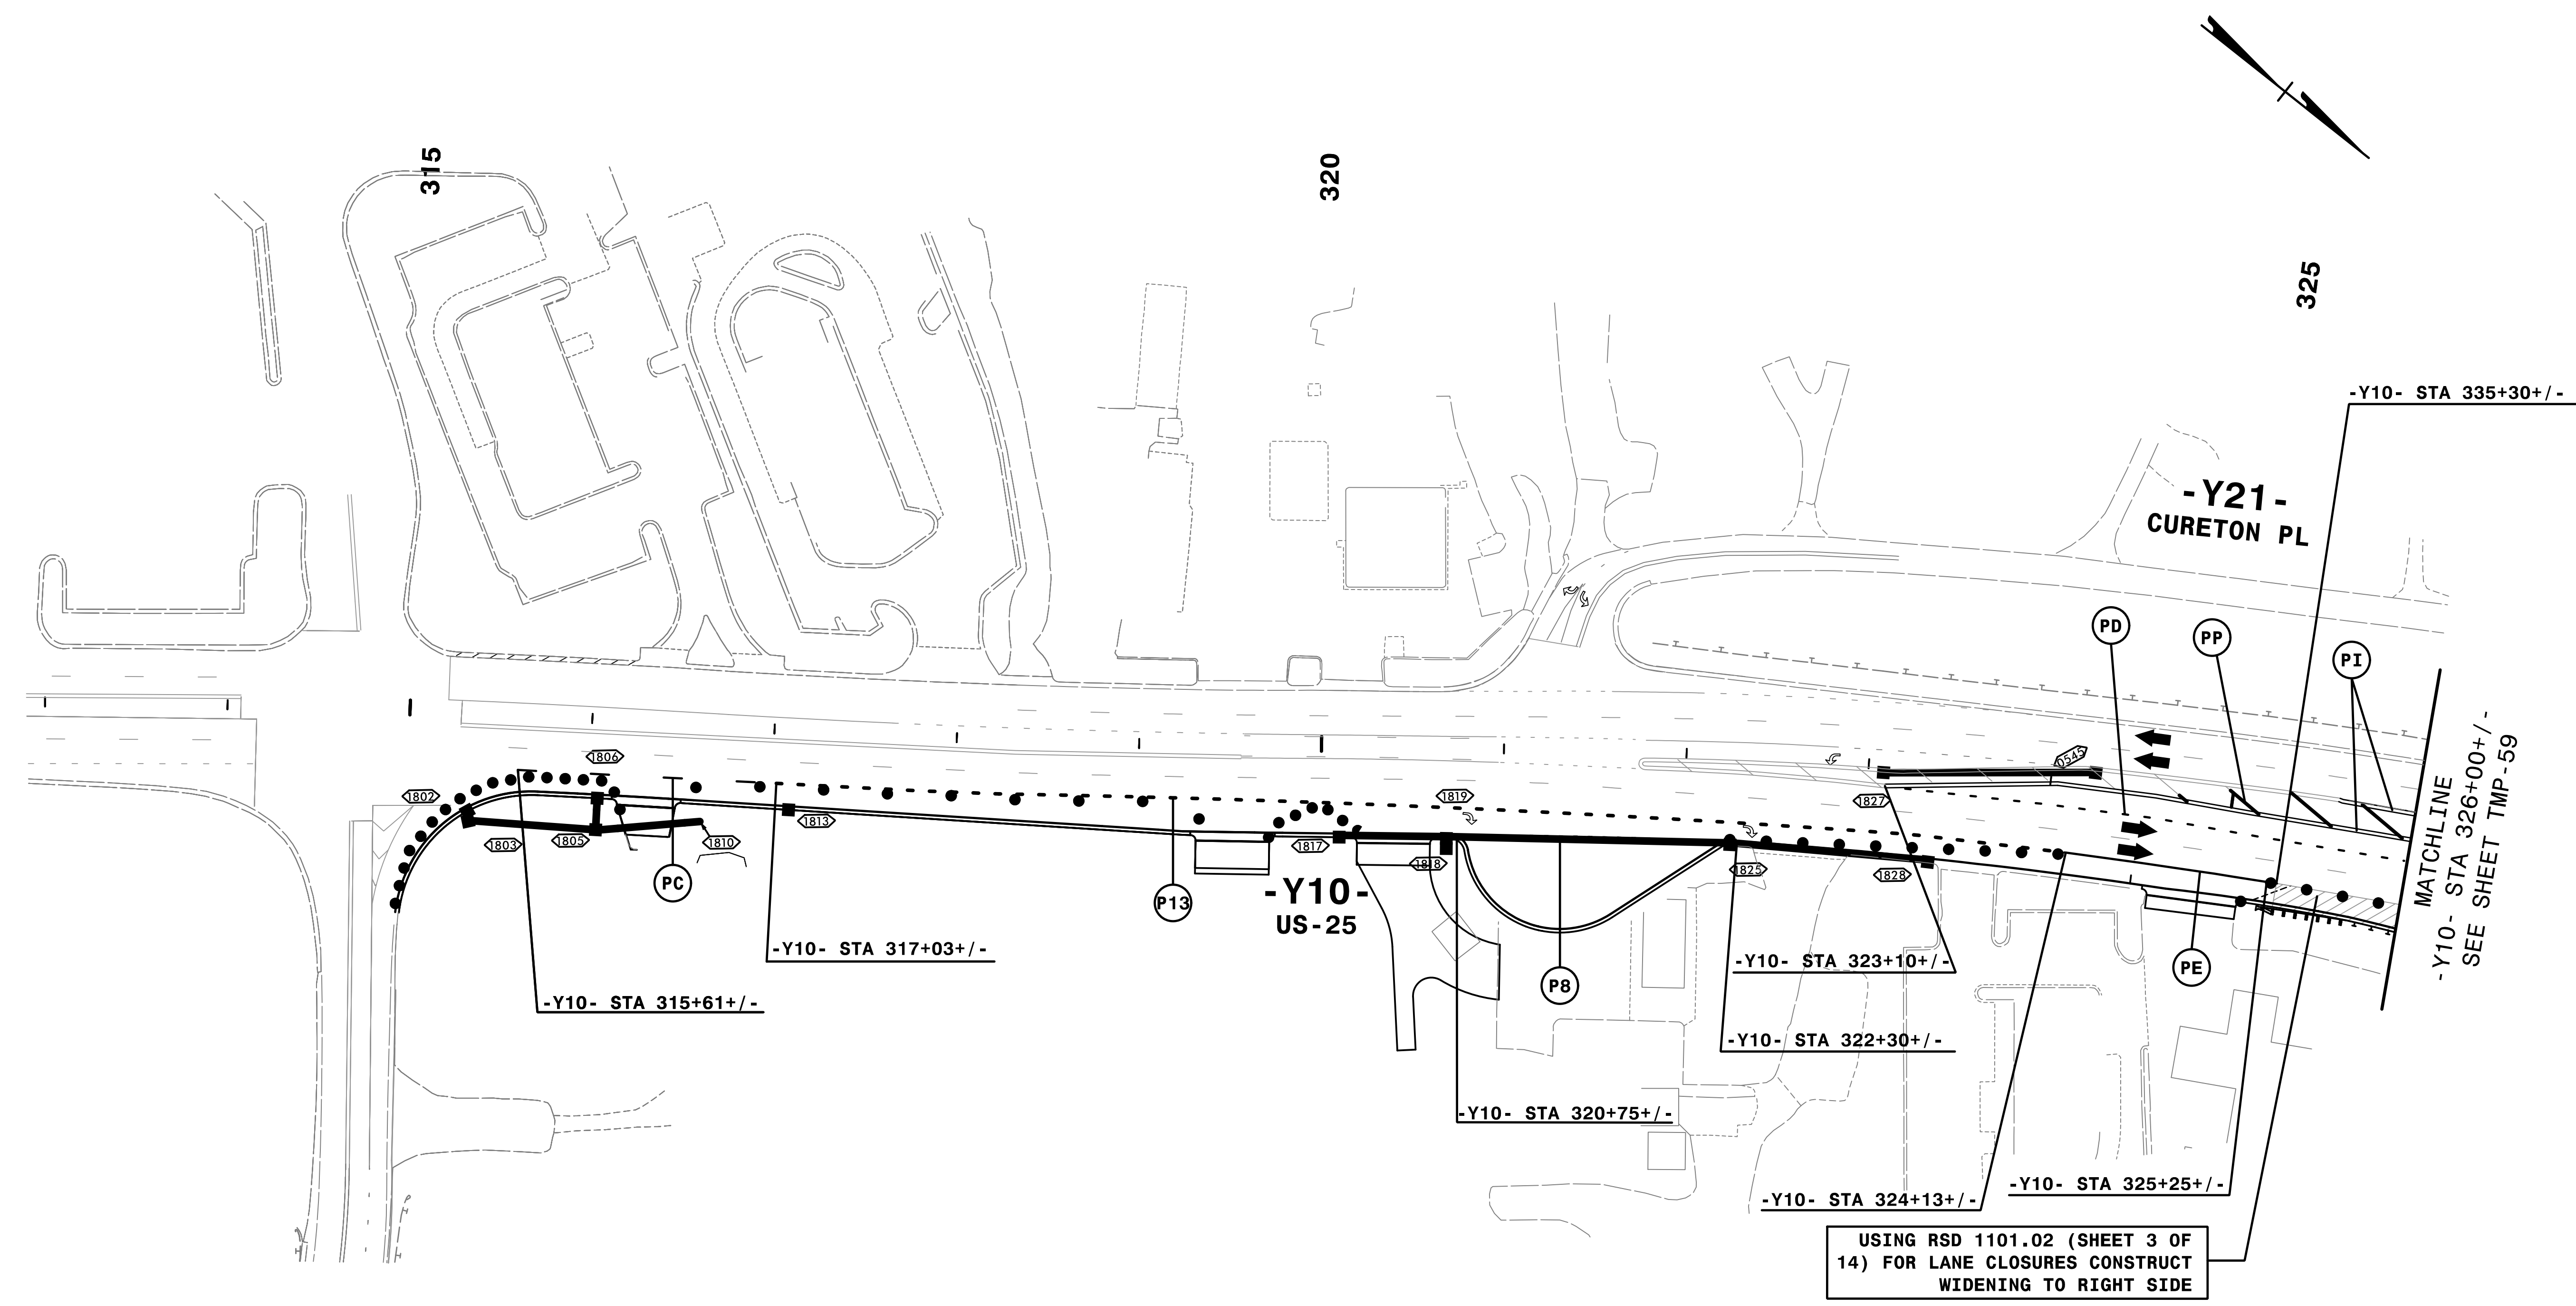 315
320
325
-Y10- STA 335+30+/-
-Y21-
CURETON PL
PD
PP
PI
1806
1802
1803
1805
1810
1813
PC
1817
1818
1819
1825
1827
1828
0545
P13
-Y10-
US-25
P8
PE
MATCHLINE
-Y10- STA 326+00+/-
SEE SHEET TMP-59
-Y10- STA 317+03+/-
-Y10- STA 315+61+/-
-Y10- STA 323+10+/-
-Y10- STA 322+30+/-
-Y10- STA 320+75+/-
-Y10- STA 324+13+/-
-Y10- STA 325+25+/-
USING RSD 1101.02 (SHEET 3 OF
14) FOR LANE CLOSURES CONSTRUCT
WIDENING TO RIGHT SIDE